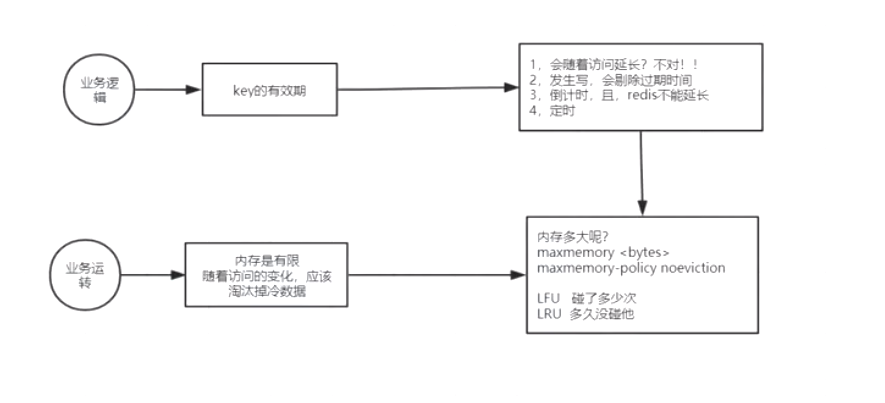 业务逻
辑
key的有效期
1，会随着访问延长？不对！！
2，发生写，会剔除过期时间
3，倒计时，且，redis不能延长
4，定时
业务运
转
内存是有限
随着访问的变化，应该
淘汰掉冷数据
内存多大呢？
maxmemory <bytes>
maxmemory-policy noeviction
LFU 碰了多少次
LRU 多久没碰他